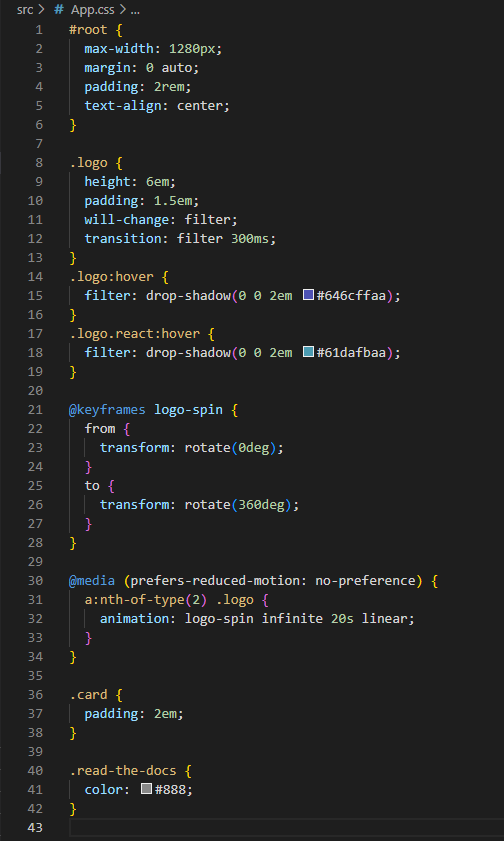 src > # App.css > ...
1 #root {
2   max-width: 1280px;
3   margin: 0 auto;
4   padding: 2rem;
5   text-align: center;
6 }
7
8 .logo {
9   height: 6em;
10   padding: 1.5em;
11   will-change: filter;
12   transition: filter 300ms;
13 }
14 .logo:hover {
15   filter: drop-shadow(0 0 2em #646cffaa);
16 }
17 .logo.react:hover {
18   filter: drop-shadow(0 0 2em #61dafbaa);
19 }
20
21 @keyframes logo-spin {
22   from {
23     transform: rotate(0deg);
24   }
25   to {
26     transform: rotate(360deg);
27   }
28 }
29
30 @media (prefers-reduced-motion: no-preference) {
31   a:nth-of-type(2) .logo {
32     animation: logo-spin infinite 20s linear;
33   }
34 }
35
36 .card {
37   padding: 2em;
38 }
39
40 .read-the-docs {
41   color: #888;
42 }
43